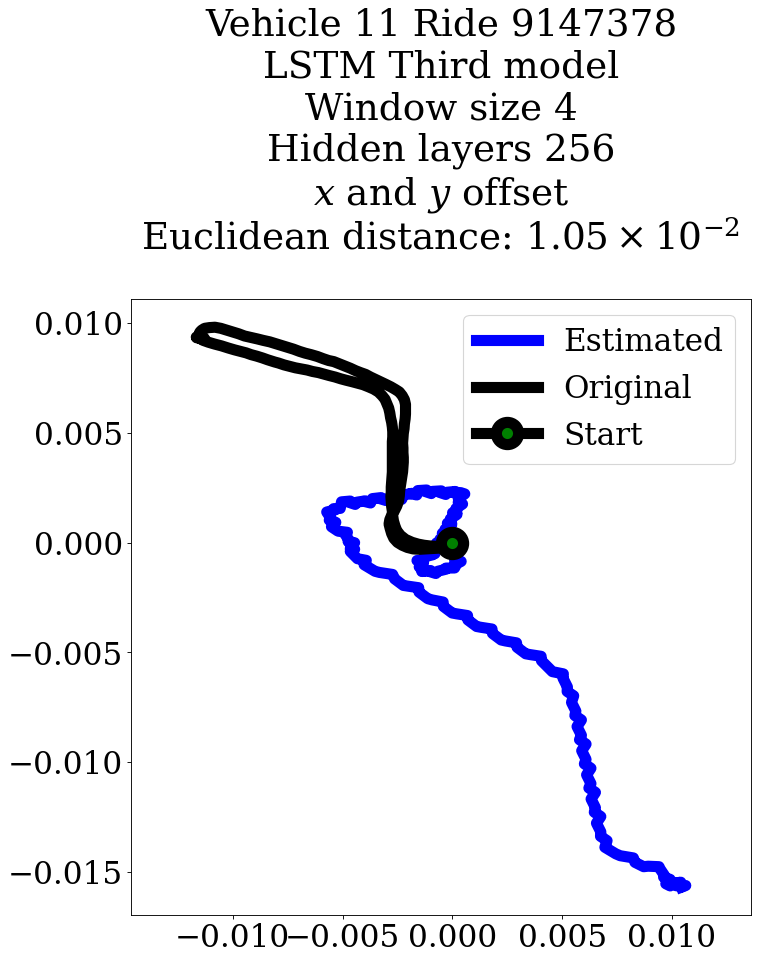 Vehicle 11 Ride 9147378
LSTM Third model
Window size 4
Hidden layers 256
x and y offset
Euclidean distance: 1.05 × 10⁻²
Estimated
Original
Start
0.010
0.005
0.000
−0.005
−0.010
−0.015
−0.010
−0.005
0.000
0.005
0.010